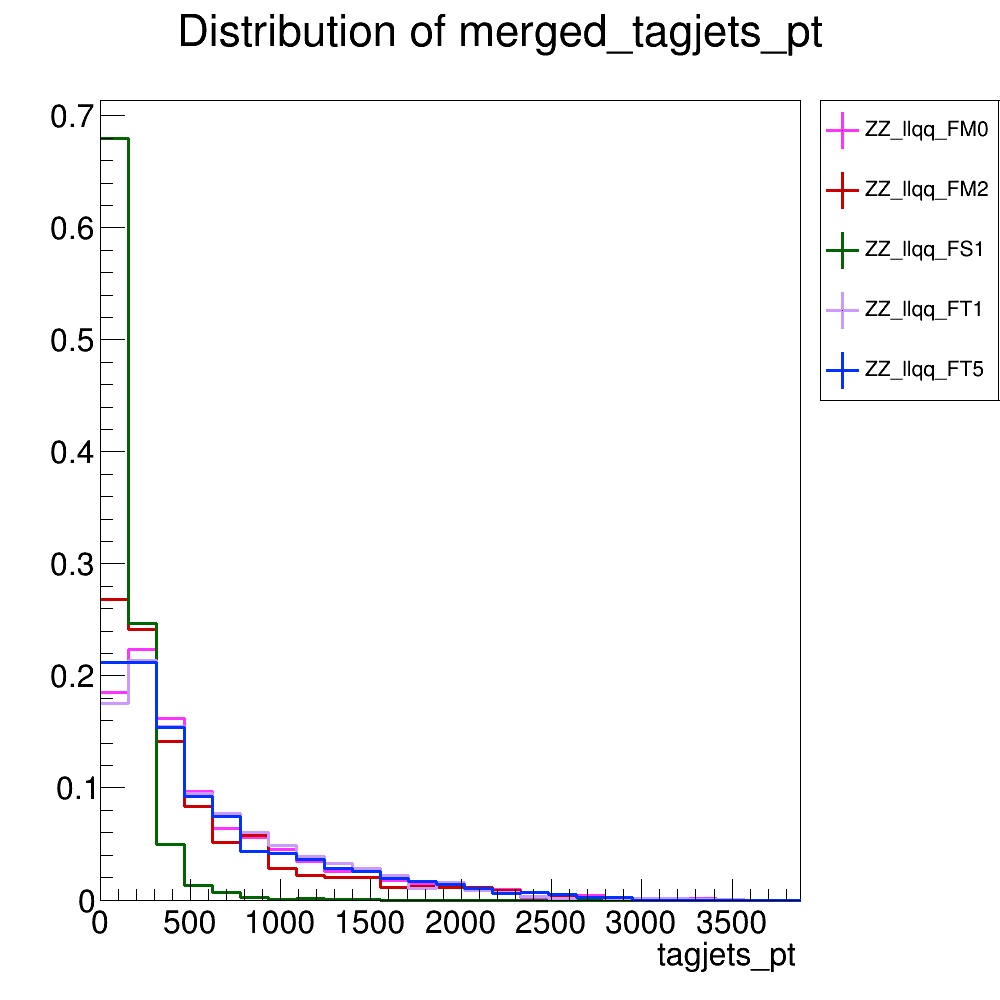 Distribution of merged_tagjets_pt
0.7
0.6
0.5
0.4
0.3
0.2
0.1
0
0 500 1000 1500 2000 2500 3000 3500
tagjets_pt
ZZ_llqq_FM0
ZZ_llqq_FM2
ZZ_llqq_FS1
ZZ_llqq_FT1
ZZ_llqq_FT5